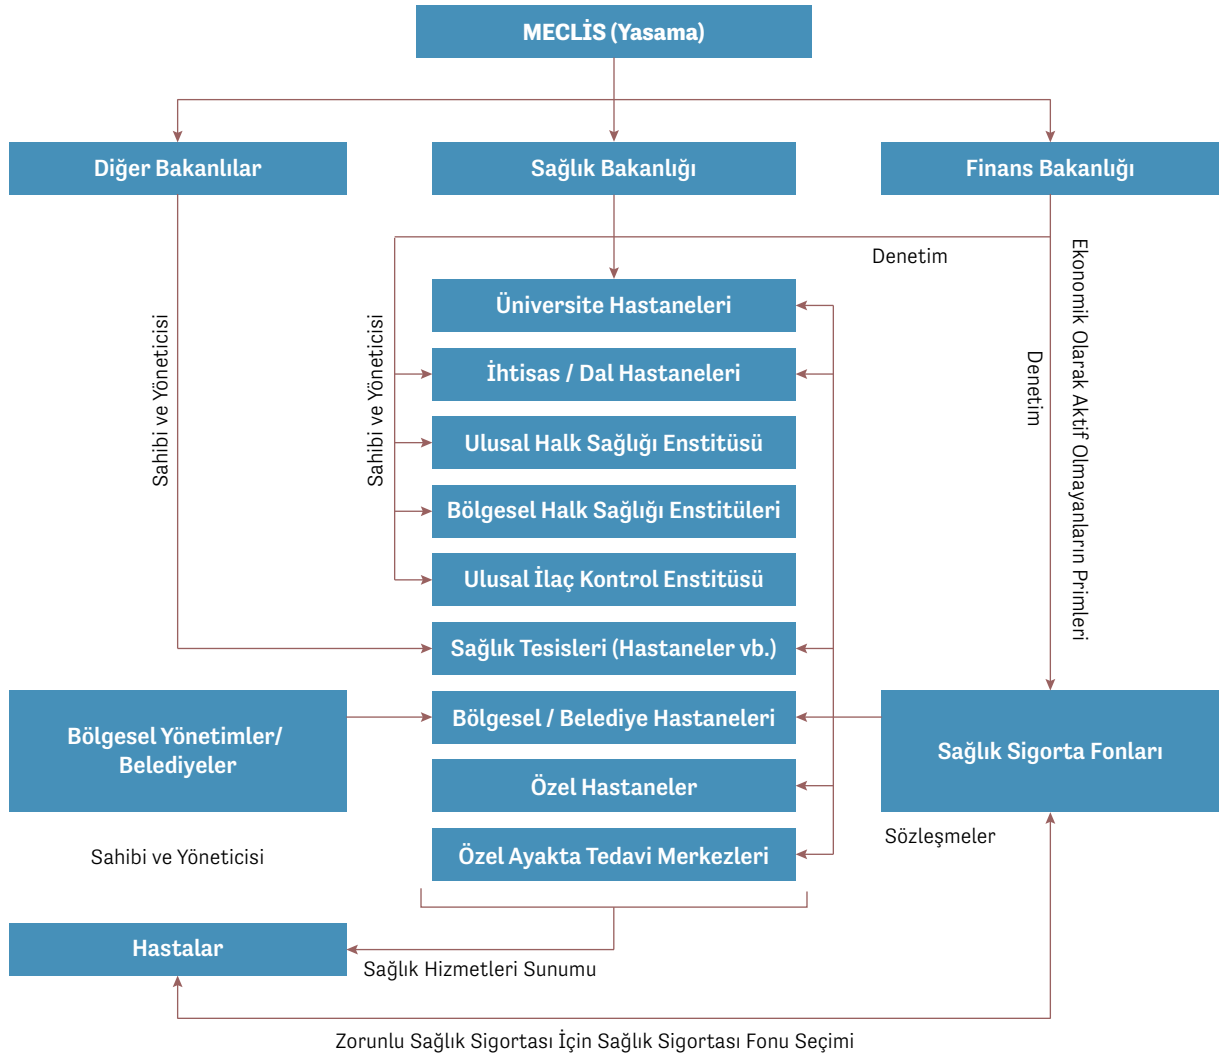 MECLİS (Yasama)
Diğer Bakanlılar
Sağlık Bakanlığı
Finans Bakanlığı
Denetim
Ekonomik Olarak Aktif Olmayanların Primleri
Denetim
Sahibi ve Yöneticisi
Sahibi ve Yöneticisi
Üniversite Hastaneleri
İhtisas / Dal Hastaneleri
Ulusal Halk Sağlığı Enstitüsü
Bölgesel Halk Sağlığı Enstitüleri
Ulusal İlaç Kontrol Enstitüsü
Sağlık Tesisleri (Hastaneler vb.)
Bölgesel Yönetimler/
Belediyeler
Bölgesel / Belediye Hastaneleri
Sağlık Sigorta Fonları
Özel Hastaneler
Sözleşmeler
Sahibi ve Yöneticisi
Özel Ayakta Tedavi Merkezleri
Hastalar
Sağlık Hizmetleri Sunumu
Zorunlu Sağlık Sigortası İçin Sağlık Sigortası Fonu Seçimi